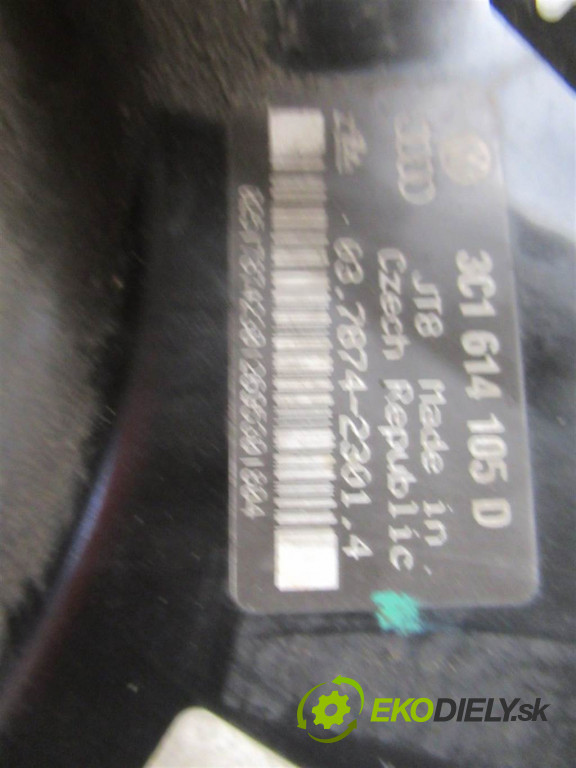 3C1 614 105 D
JT8 Made in
Czech Republic
03.7874-2301.4
EKODIELY.sk